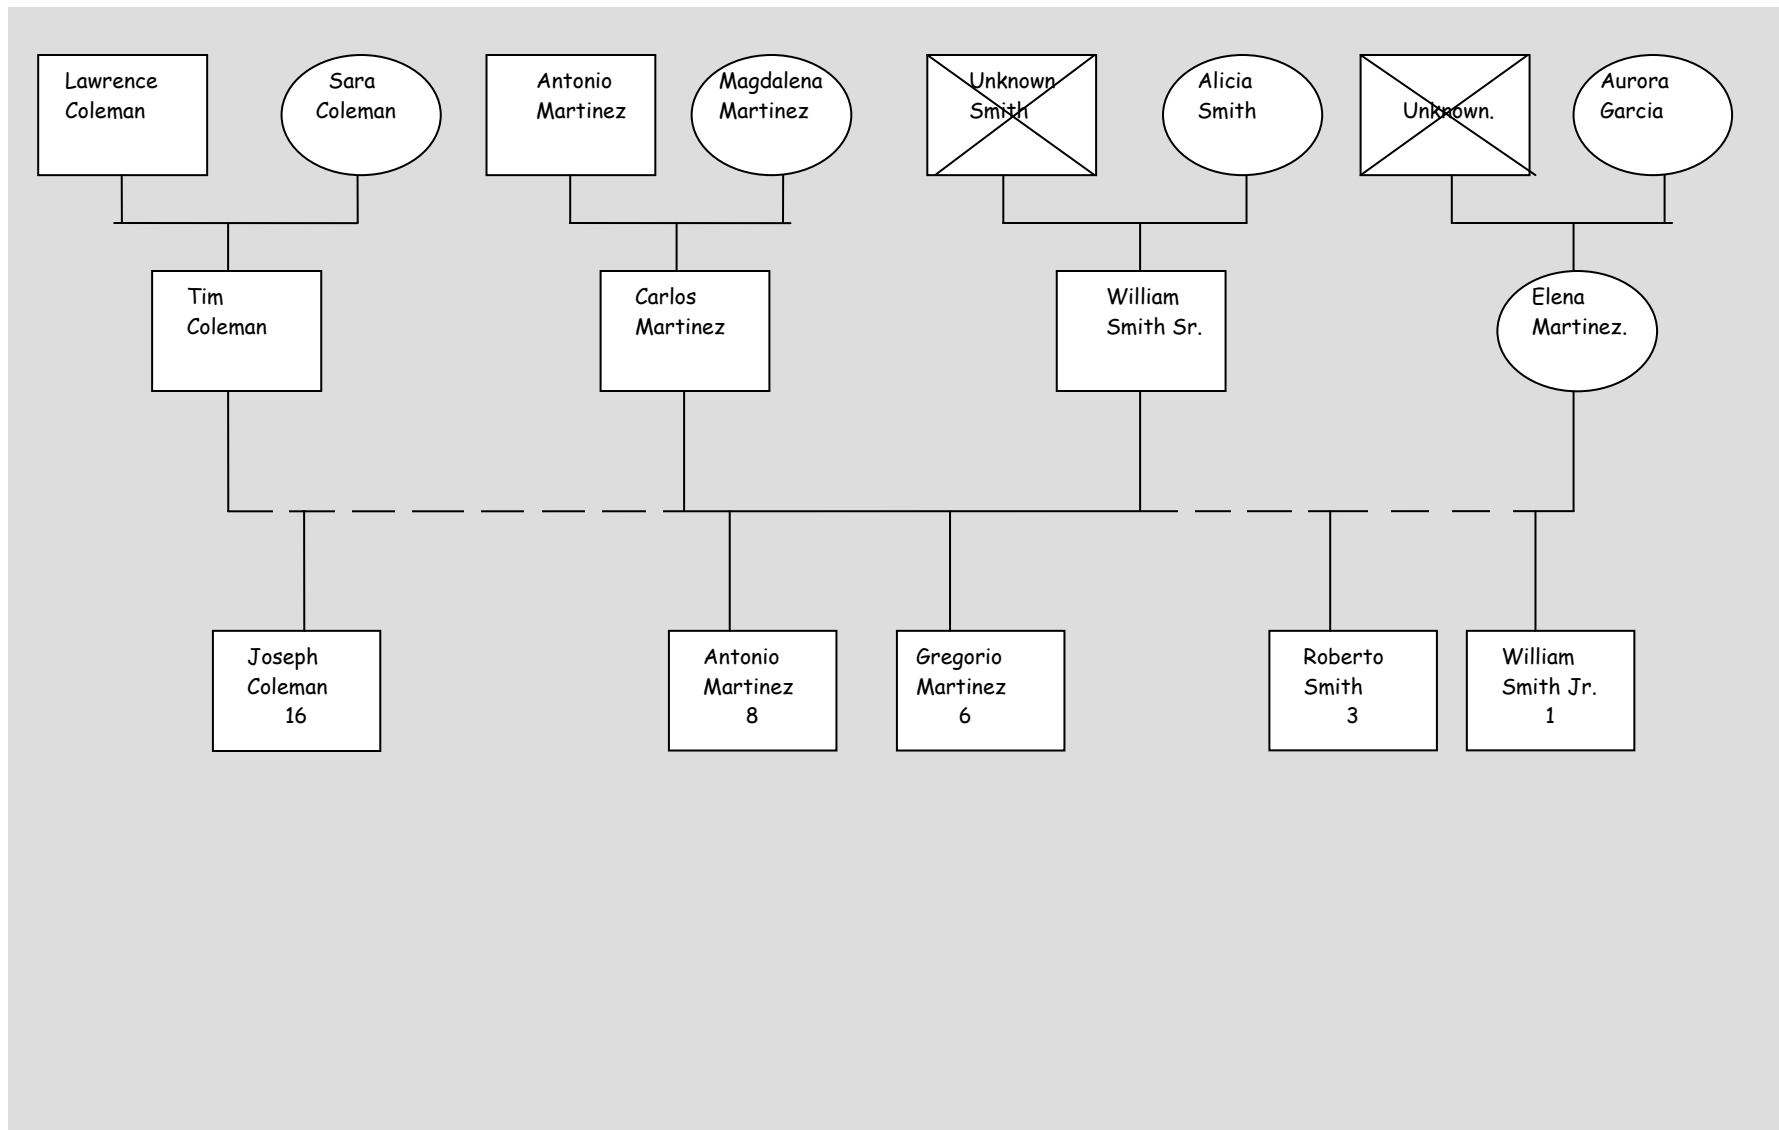 Lawrence
Coleman
Sara
Coleman
Antonio
Martinez
Magdalena
Martinez
Unknown
Smith
Alicia
Smith
Unknown.
Aurora
Garcia
Tim
Coleman
Carlos
Martinez
William
Smith Sr.
Elena
Martinez.
Joseph
Coleman
16
Antonio
Martinez
8
Gregorio
Martinez
6
Roberto
Smith
3
William
Smith Jr.
1